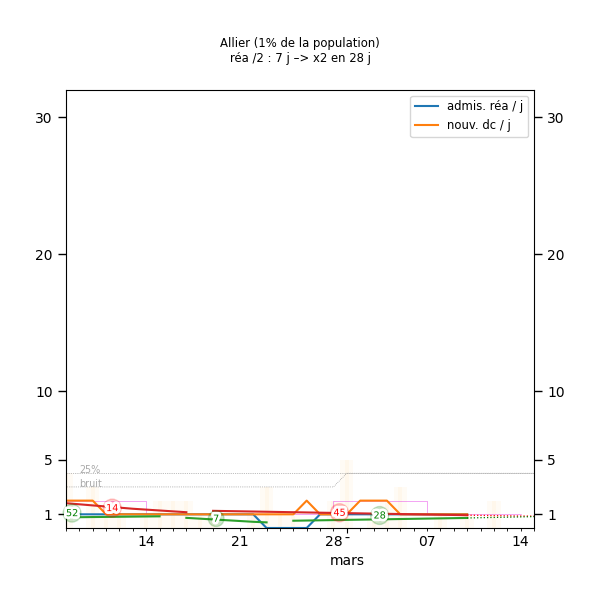 Allier (1% de la population)
réa /2 : 7 j –> x2 en 28 j
admis. réa / j
nouv. dc / j
30 30
20 20
10 10
5 5
25%
bruit
52 14 7 45 28
1 1
14 21 28 07 14
mars